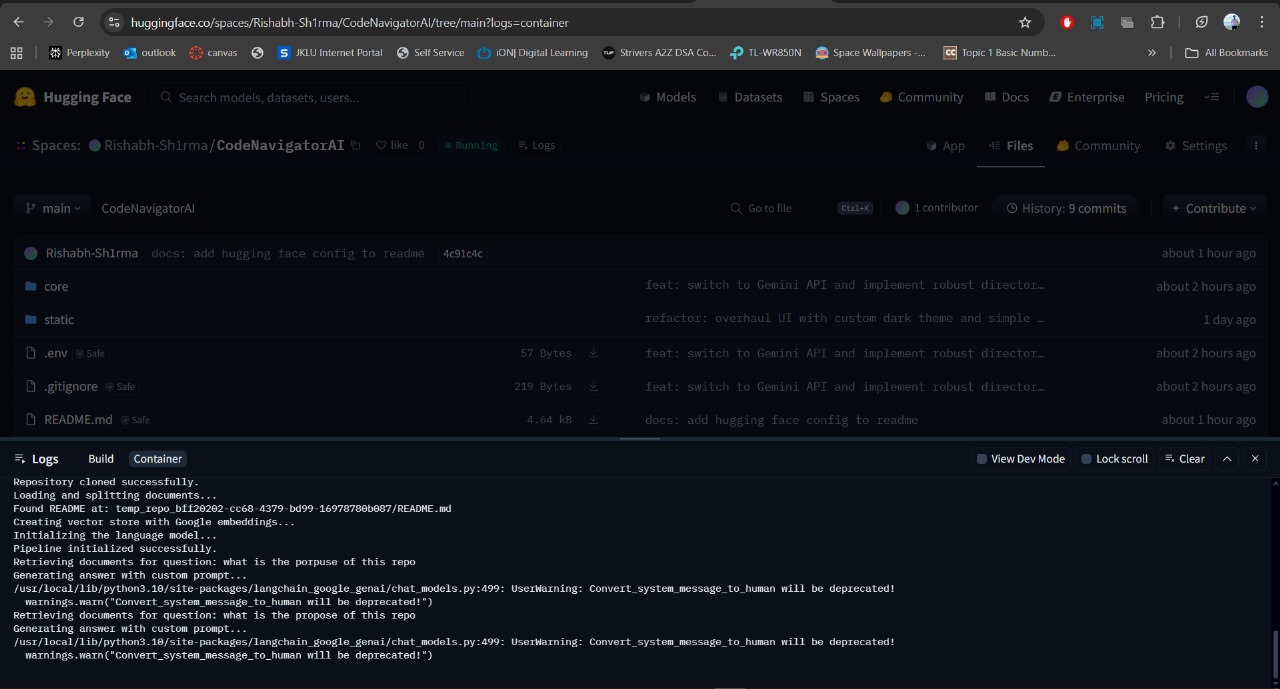 huggingface.co/spaces/Rishabh-Sh1rma/CodeNavigatorAI/tree/main?logs=container
Perplexity outlook canvas JKLU Internet Portal Self Service iON| Digital Learning Strivers A2Z DSA Co... TL-WR850N Space Wallpapers -... CC Topic 1 Basic Numb... » All Bookmarks
Hugging Face Search models, datasets, users... Models Datasets Spaces Community Docs Enterprise Pricing
Spaces: Rishabh-Sh1rma/CodeNavigatorAI like 0 Running Logs App Files Community Settings
main CodeNavigatorAI Go to file Ctrl+K 1 contributor History: 9 commits + Contribute
Rishabh-Sh1rma docs: add hugging face config to readme 4c91c4c about 1 hour ago
core feat: switch to Gemini API and implement robust director… about 2 hours ago
static refactor: overhaul UI with custom dark theme and simple … 1 day ago
.env Safe 57 Bytes feat: switch to Gemini API and implement robust director… about 2 hours ago
.gitignore Safe 219 Bytes feat: switch to Gemini API and implement robust director… about 2 hours ago
README.md Safe 4.64 kB docs: add hugging face config to readme about 1 hour ago
Logs Build Container View Dev Mode Lock scroll Clear
Repository cloned successfully.
Loading and splitting documents...
Found README at: temp_repo_bff20202-cc68-4379-bd99-16978780b087/README.md
Creating vector store with Google embeddings...
Initializing the language model...
Pipeline initialized successfully.
Retrieving documents for question: what is the porpuse of this repo
Generating answer with custom prompt...
/usr/local/lib/python3.10/site-packages/langchain_google_genai/chat_models.py:499: UserWarning: Convert_system_message_to_human will be deprecated!
warnings.warn("Convert_system_message_to_human will be deprecated!")
Retrieving documents for question: what is the propose of this repo
Generating answer with custom prompt...
/usr/local/lib/python3.10/site-packages/langchain_google_genai/chat_models.py:499: UserWarning: Convert_system_message_to_human will be deprecated!
warnings.warn("Convert_system_message_to_human will be deprecated!")